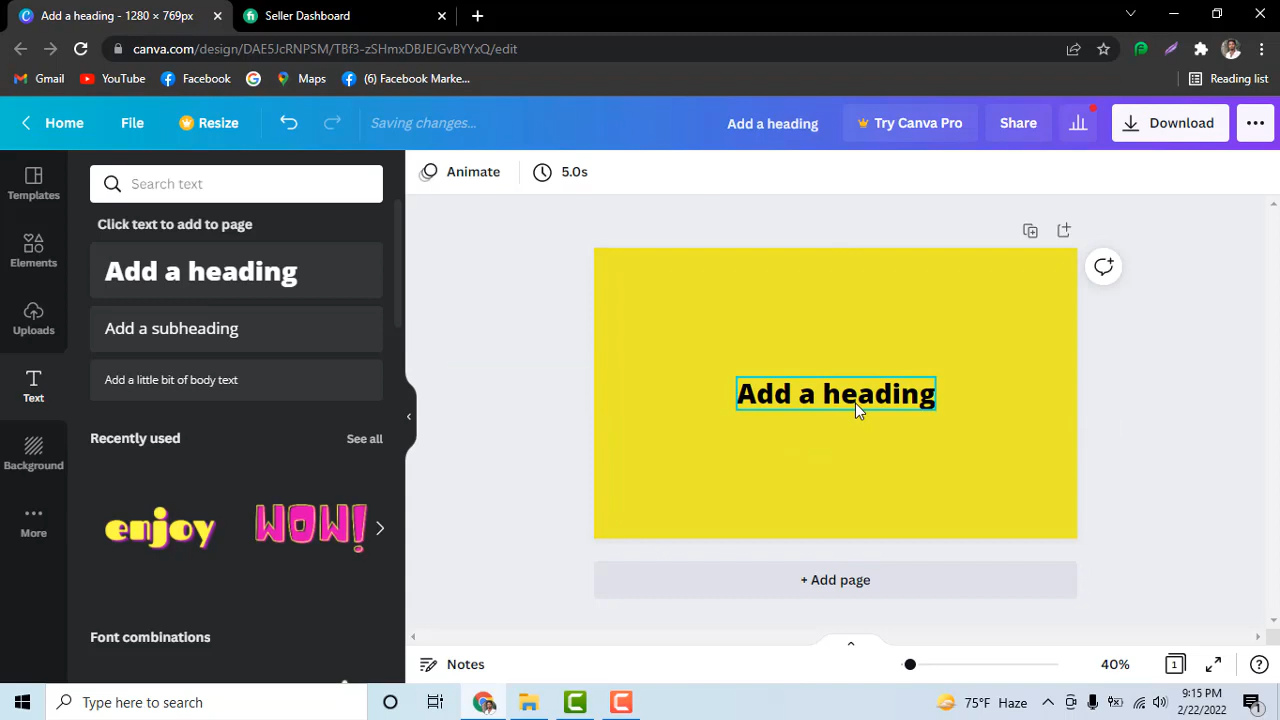 Add a heading - 1280 × 769px
Seller Dashboard
canva.com/design/DAE5JcRNPSM/TBf3-zSHmxDBJEJGvBYYxQ/edit
Gmail YouTube Facebook Maps (6) Facebook Marke... Reading list
Home File Resize Saving changes... Add a heading Try Canva Pro Share Download
Templates
Elements
Uploads
Text
Background
More
Search text
Click text to add to page
Add a heading
Add a subheading
Add a little bit of body text
Recently used See all
enjoy WOW!
Font combinations
Animate 5.0s
Add a heading
+ Add page
Notes 40% 1
Type here to search
75°F Haze
9:15 PM
2/22/2022
1